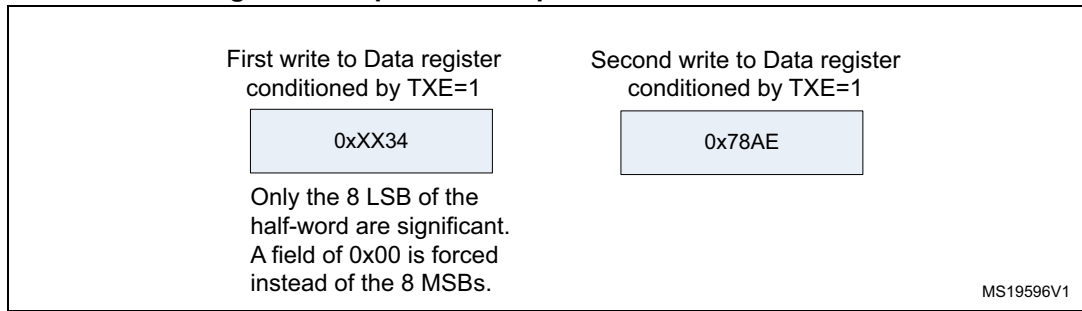 First write to Data register
conditioned by TXE=1
0xXX34
Only the 8 LSB of the
half-word are significant.
A field of 0x00 is forced
instead of the 8 MSBs.
Second write to Data register
conditioned by TXE=1
0x78AE
MS19596V1